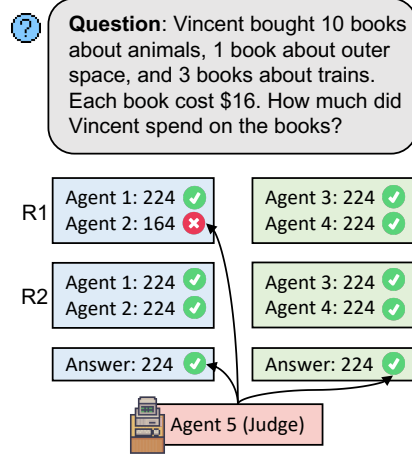 ?
Question: Vincent bought 10 books
about animals, 1 book about outer
space, and 3 books about trains.
Each book cost $16. How much did
Vincent spend on the books?
R1
Agent 1: 224
Agent 2: 164
Agent 3: 224
Agent 4: 224
R2
Agent 1: 224
Agent 2: 224
Agent 3: 224
Agent 4: 224
Answer: 224
Answer: 224
Agent 5 (Judge)